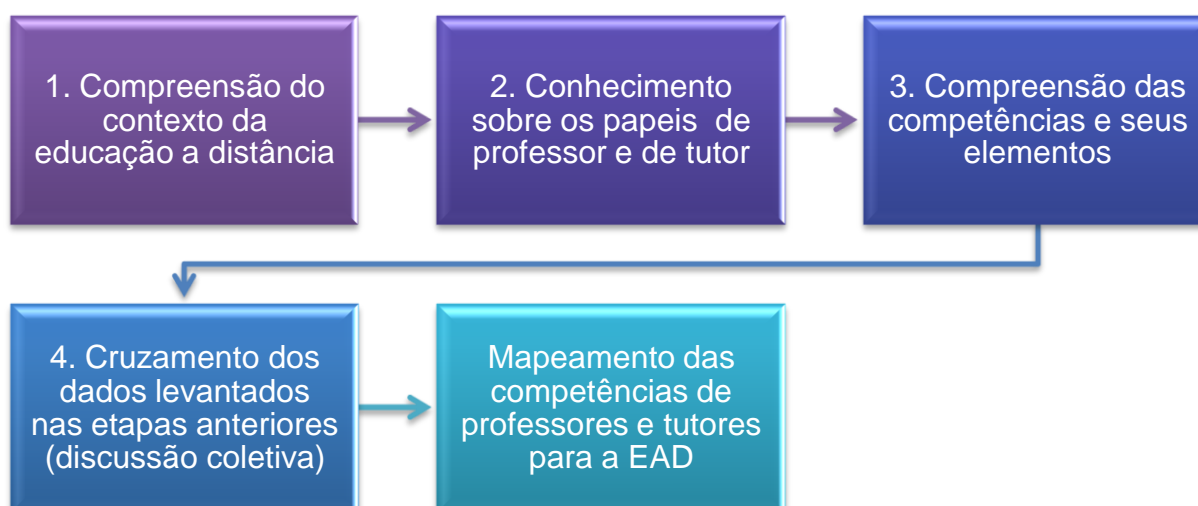 1. Compreensão do
contexto da
educação a distância
2. Conhecimento
sobre os papeis de
professor e de tutor
3. Compreensão das
competências e seus
elementos
4. Cruzamento dos
dados levantados
nas etapas anteriores
(discussão coletiva)
Mapeamento das
competências de
professores e tutores
para a EAD